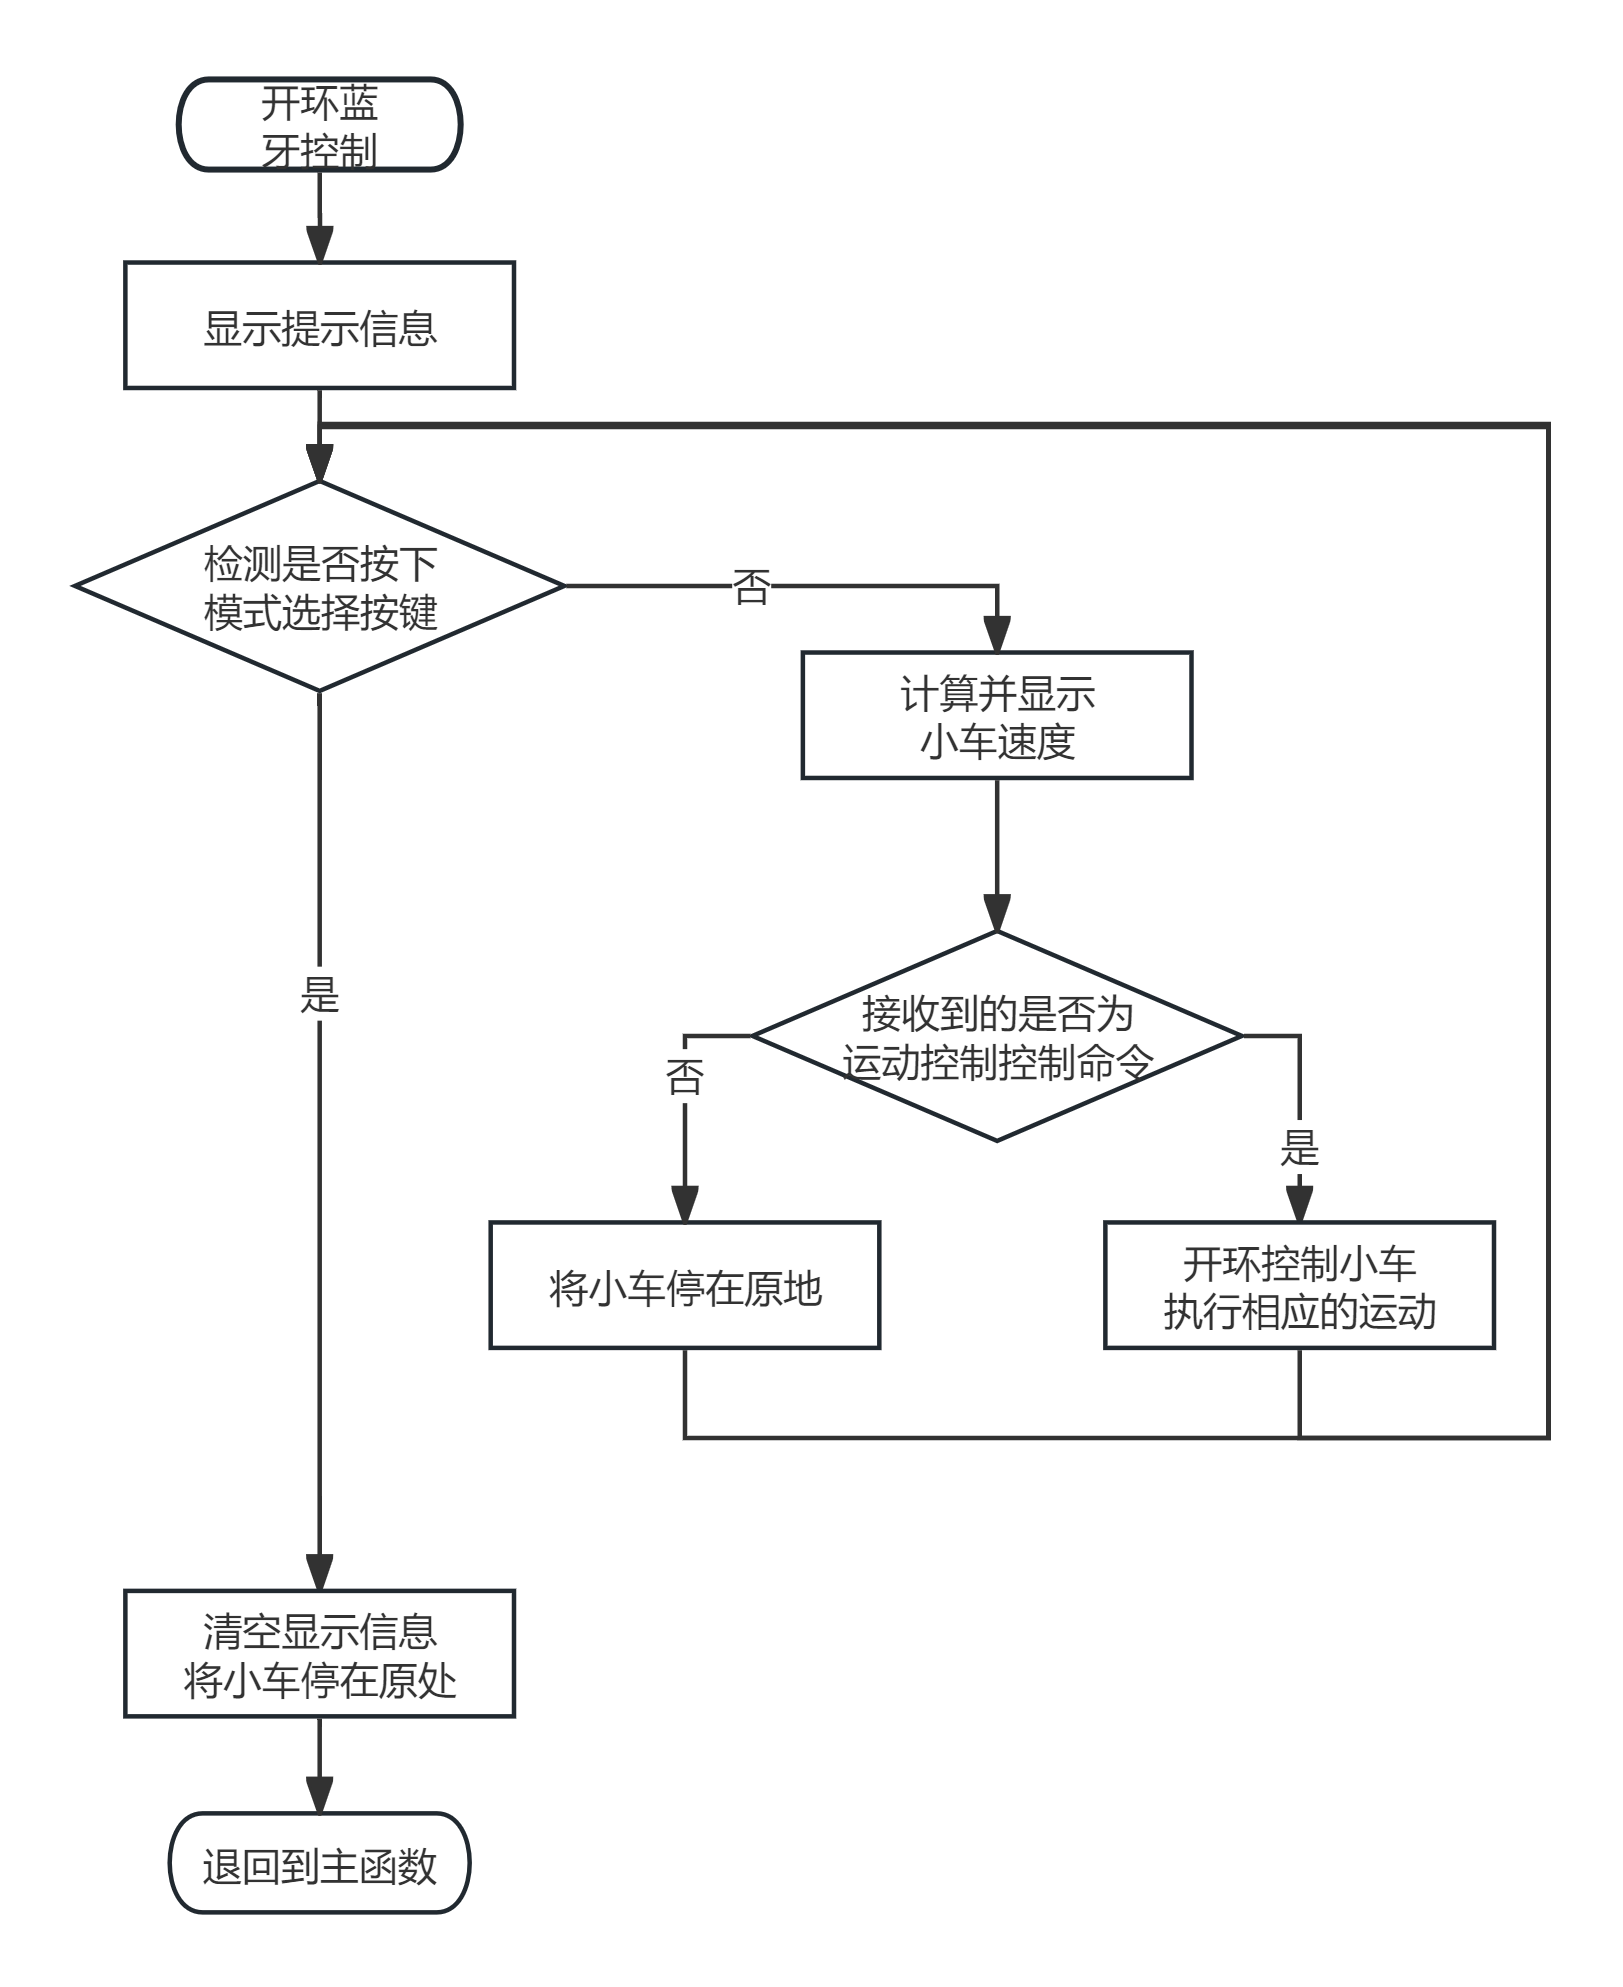 开环蓝
牙控制
显示提示信息
检测是否按下
模式选择按键
否
计算并显示
小车速度
是
接收到的是否为
运动控制控制命令
否
是
将小车停在原地
开环控制小车
执行相应的运动
清空显示信息
将小车停在原处
退回到主函数